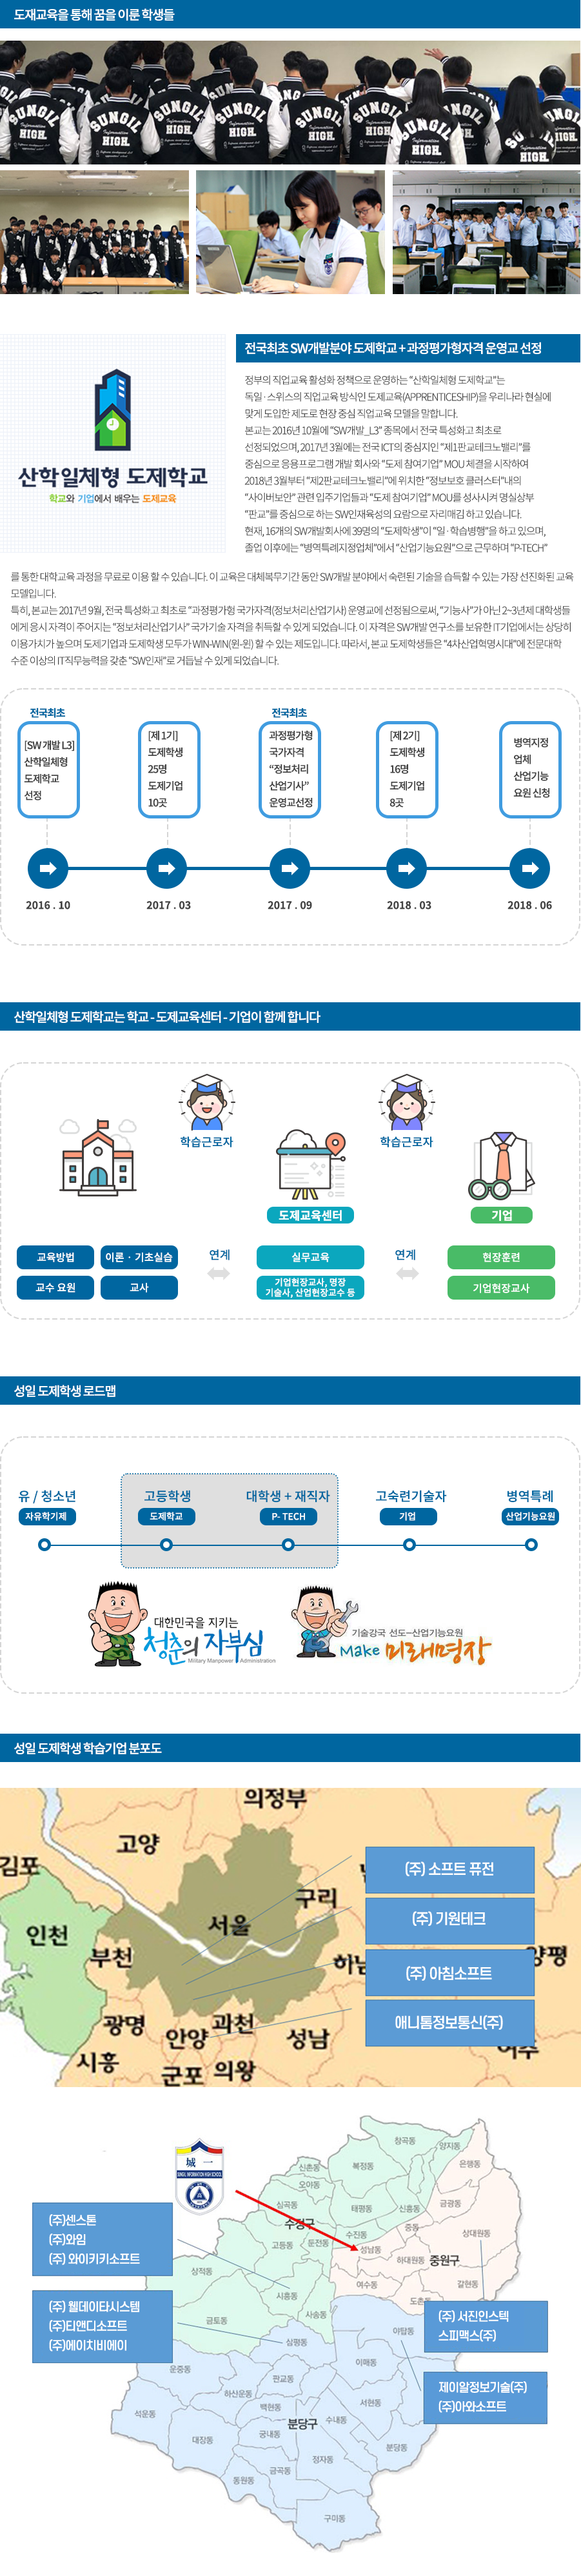 도재교육을 통해 꿈을 이룬 학생들
SUNGIL
Information
HIGH.
전국최초 SW개발분야 도제학교 + 과정평가형자격 운영교 선정
산학일체형 도제학교
학교와 기업에서 배우는 도제교육
정부의 직업교육 활성화 정책으로 운영하는 “산학일체형 도제학교”는
독일·스위스의 직업교육 방식인 도제교육(APPRENTICESHIP)을 우리나라 현실에
맞게 도입한 제도로 현장 중심 직업교육 모델을 말합니다.
본교는 2016년 10월에 “SW개발_L3” 종목에서 전국 특성화고 최초로
선정되었으며, 2017년 3월에는 전국 ICT의 중심지인 “제1판교테크노밸리”를
중심으로 응용프로그램 개발 회사와 “도제 참여기업” MOU 체결을 시작하여
2018년 3월부터 “제2판교테크노밸리”에 위치한 “정보보호 클러스터”내의
“사이버보안” 관련 입주기업들과 “도제 참여기업” MOU를 성사시켜 명실상부
“판교”를 중심으로 하는 SW인재육성의 요람으로 자리매김 하고 있습니다.
현재, 16개의 SW개발회사에 39명의 “도제학생”이 “일·학습병행”을 하고 있으며,
졸업 이후에는 “병역특례지정업체”에서 “산업기능요원”으로 근무하며 “P-TECH”
를 통한 대학교육 과정을 무료로 이용 할 수 있습니다. 이 교육은 대체복무기간 동안 SW개발 분야에서 숙련된 기술을 습득할 수 있는 가장 선진화된 교육
모델입니다.
특히, 본교는 2017년 9월, 전국 특성화고 최초로 “과정평가형 국가자격(정보처리산업기사) 운영교에 선정됨으로써, “기능사”가 아닌 2~3년제 대학생들
에게 응시 자격이 주어지는 “정보처리산업기사” 국가기술 자격을 취득할 수 있게 되었습니다. 이 자격은 SW개발 연구소를 보유한 IT기업에서는 상당히
이용가치가 높으며 도제기업과 도제학생 모두가 WIN-WIN(윈-윈) 할 수 있는 제도입니다. 따라서, 본교 도제학생들은 “4차산업혁명시대”에 전문대학
수준 이상의 IT직무능력을 갖춘 “SW인재”로 거듭날 수 있게 되었습니다.
전국최초
[SW 개발 L3]
산학일체형
도제학교
선정
2016 . 10
[제 1기]
도제학생
25명
도제기업
10곳
2017 . 03
전국최초
과정평가형
국가자격
“정보처리
산업기사”
운영교선정
2017 . 09
[제 2기]
도제학생
16명
도제기업
8곳
2018 . 03
병역지정
업체
산업기능
요원 신청
2018 . 06
산학일체형 도제학교는 학교 - 도제교육센터 - 기업이 함께 합니다
학습근로자
학습근로자
도제교육센터
기업
교육방법
이론 · 기초실습
연계
실무교육
연계
현장훈련
교수 요원
교사
기업현장교사, 명장
기술사, 산업현장교수 등
기업현장교사
성일 도제학생 로드맵
유 / 청소년
자유학기제
고등학생
도제학교
대학생 + 재직자
P- TECH
고숙련기술자
기업
병역특례
산업기능요원
대한민국을 지키는
청춘의 자부심
Military Manpower Administration
기술강국 선도-산업기능요원
Make 미래명장
성일 도제학생 학습기업 분포도
의정부
고양
김포
(주) 소프트 퓨전
구리
서울
인천
(주) 기원테크
부천
하남
양평
(주) 아침소프트
광명
과천
안양
성남
애니톰정보통신(주)
여주
시흥
군포
의왕
城 一
SUNGIL INFORMATION HIGH SCHOOL
상곡동
양지동
신촌동
복정동
은행동
오야동
심곡동
태평동
신흥동
금광동
수정구
수진동
중동
상대원동
고등동
둔전동
성남동
하대원동
중원구
(주)센스톤
(주)와임
(주) 와이키키소프트
상적동
여수동
갈현동
시흥동
도촌동
(주) 웰데이타시스템
(주)티앤디소프트
(주)에이치비에이
금토동
사송동
(주) 서진인스텍
스피맥스(주)
삼평동
야탑동
운중동
이매동
판교동
하산운동
서현동
제이알정보기술(주)
(주)아와소프트
석운동
백현동
분당구
수내동
궁내동
대장동
분당동
정자동
금곡동
동원동
구미동